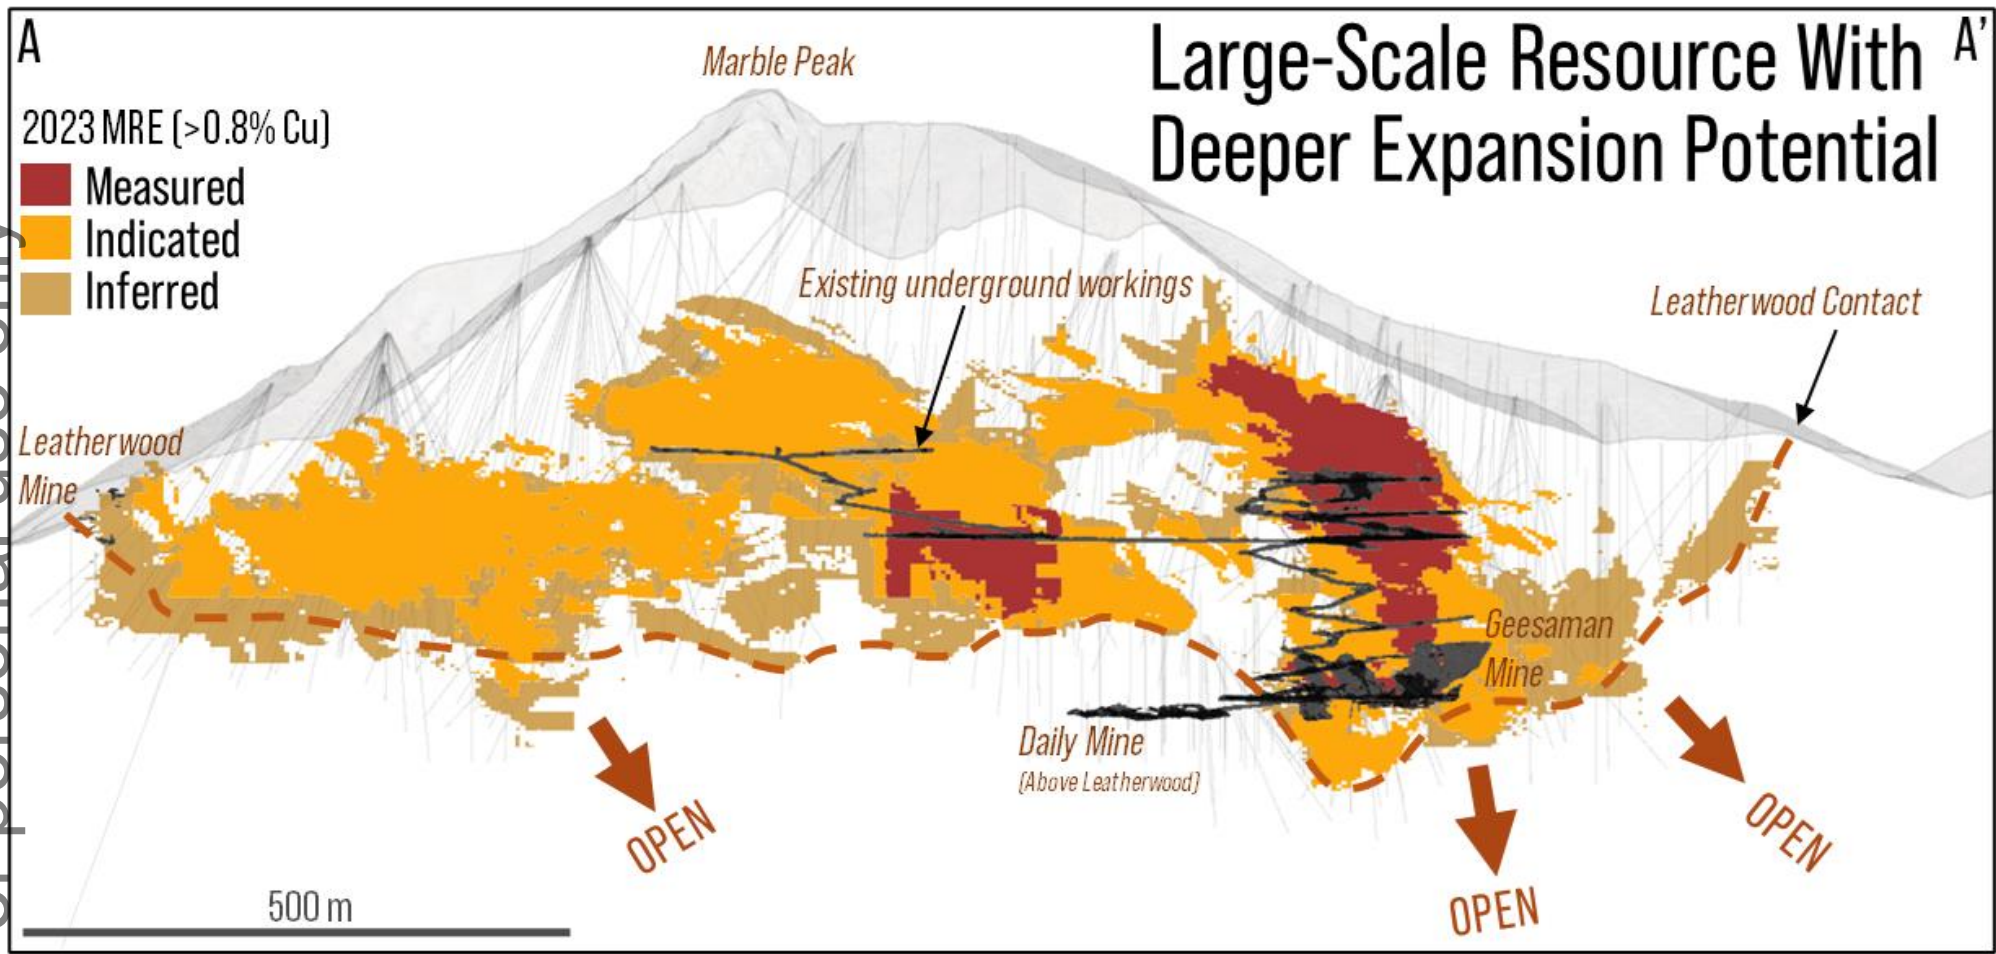 A
Large-Scale Resource With
Deeper Expansion Potential
A'
Marble Peak
2023 MRE (>0.8% Cu)
Measured
Indicated
Inferred
Existing underground workings
Leatherwood Contact
Leatherwood
Mine
Geesaman
Mine
Daily Mine
(Above Leatherwood)
OPEN
OPEN
OPEN
500 m